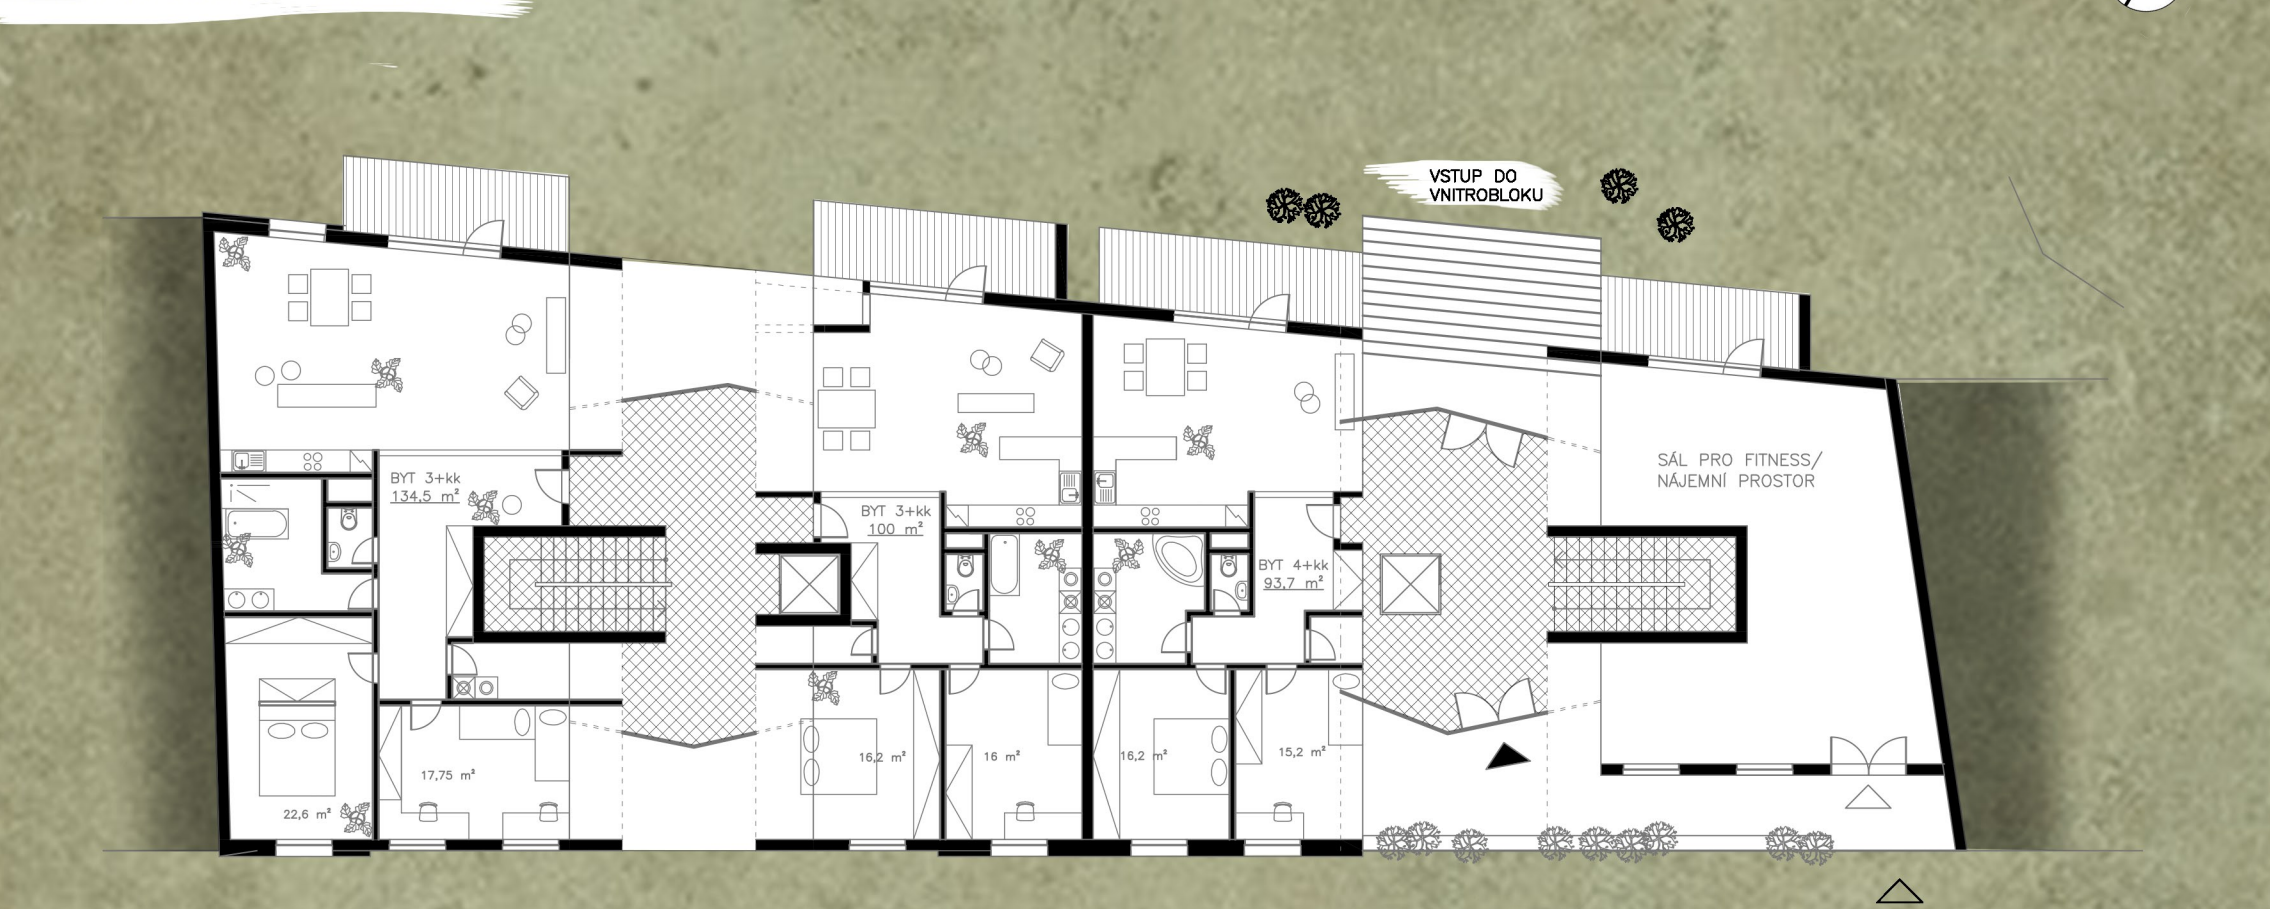 VSTUP DO
VNITROBLOKU
BYT 3+kk
134,5 m²
BYT 3+kk
100 m²
BYT 4+kk
93,7 m²
SÁL PRO FITNESS/
NÁJEMNÍ PROSTOR
22,6 m²
17,75 m²
16,2 m²
16 m²
16,2 m²
15,2 m²